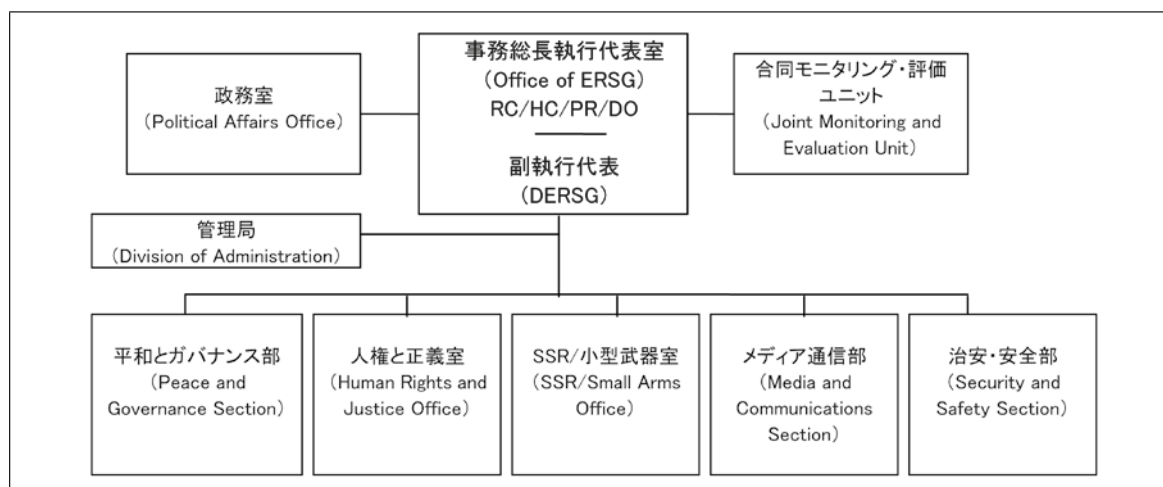 政務室
(Political Affairs Office)
事務総長執行代表室
(Office of ERSG)
RC/HC/PR/DO
副執行代表
(DERSG)
合同モニタリング・評価
ユニット
(Joint Monitoring and
Evaluation Unit)
管理局
(Division of Administration)
平和とガバナンス部
(Peace and
Governance Section)
人権と正義室
(Human Rights and
Justice Office)
SSR/小型武器室
(SSR/Small Arms
Office)
メディア通信部
(Media and
Communications
Section)
治安・安全部
(Security and
Safety Section)